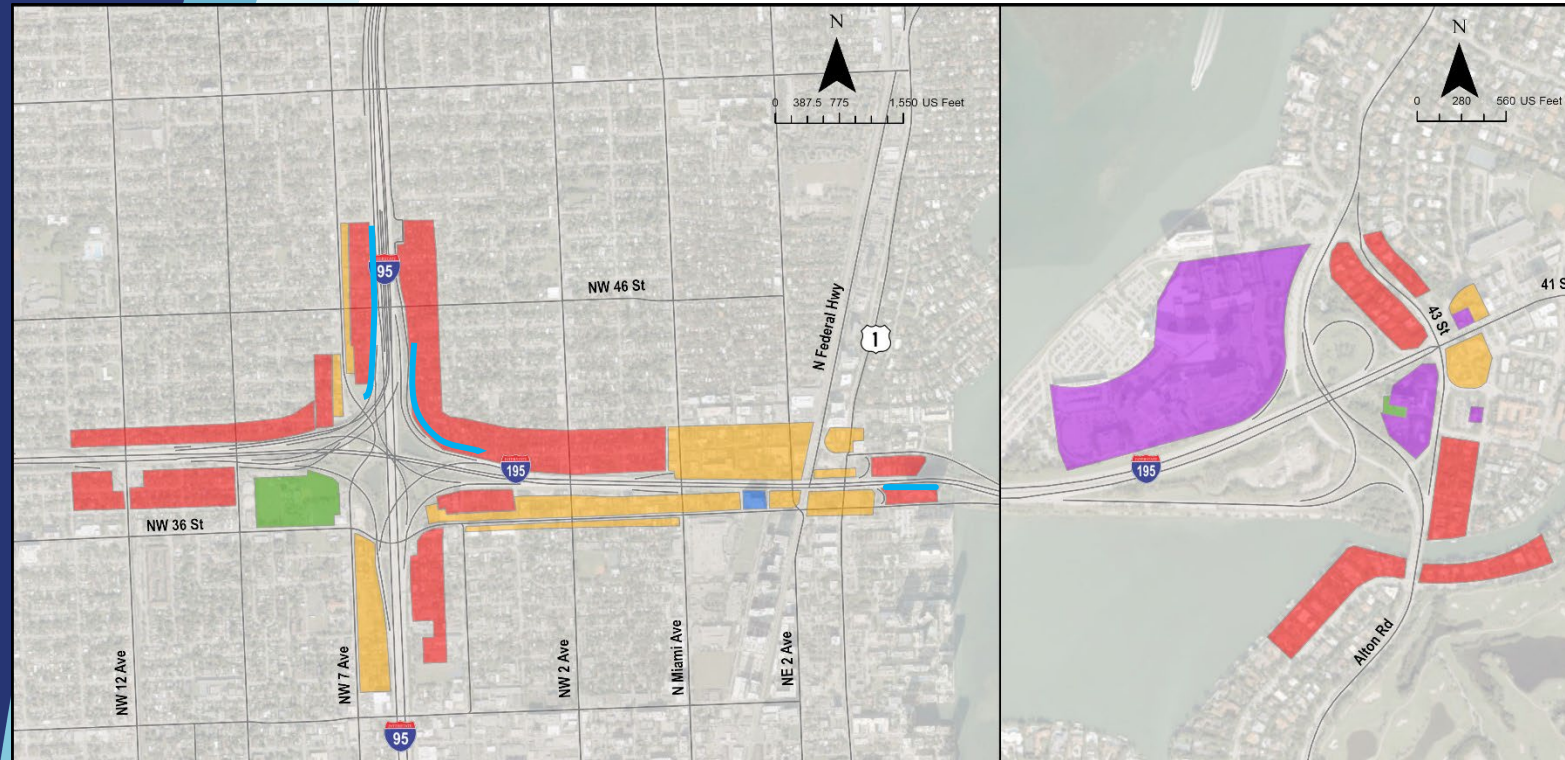 N
0 387.5 775 1,550 US Feet
95
NW 46 St
N Federal Hwy
1
195
NW 36 St
NW 12 Ave
NW 7 Ave
NW 2 Ave
N Miami Ave
NE 2 Ave
95
N
0 280 560 US Feet
41 S
43 St
195
Alton Rd